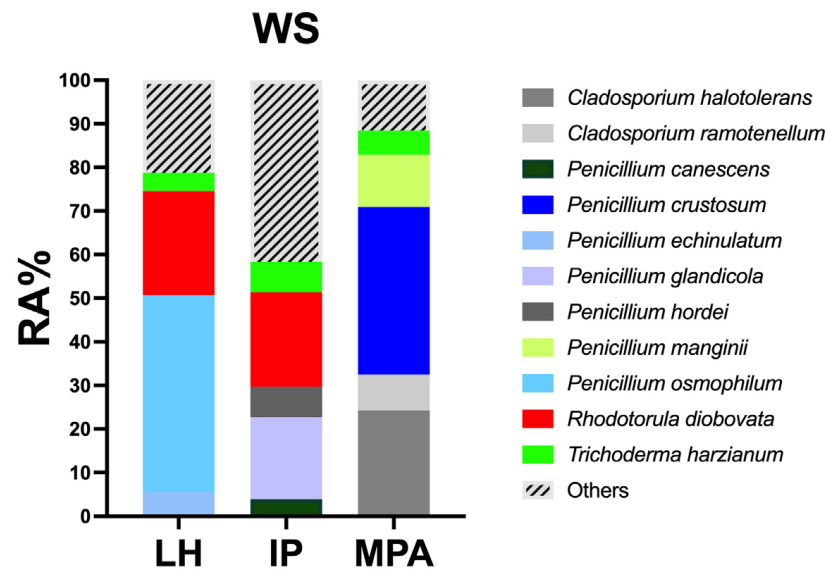 WS
RA%
100
90
80
70
60
50
40
30
20
10
0
LH IP MPA
Cladosporium halotolerans
Cladosporium ramotenellum
Penicillium canescens
Penicillium crustosum
Penicillium echinulatum
Penicillium glandicola
Penicillium hordei
Penicillium manginii
Penicillium osmophilum
Rhodotorula diobovata
Trichoderma harzianum
Others